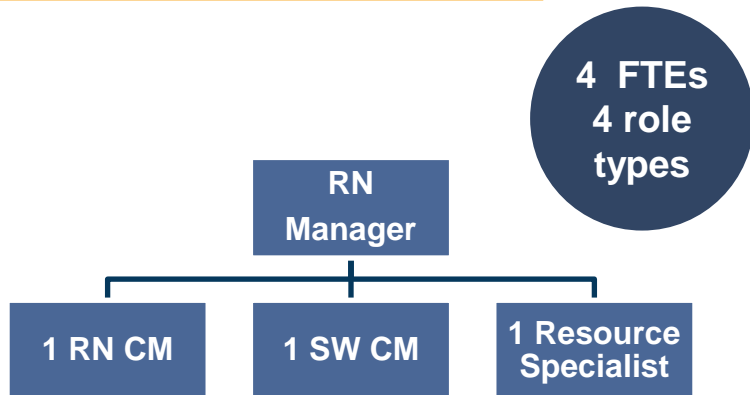 4 FTEs
4 role
types
RN
Manager
1 RN CM
1 SW CM
1 Resource
Specialist